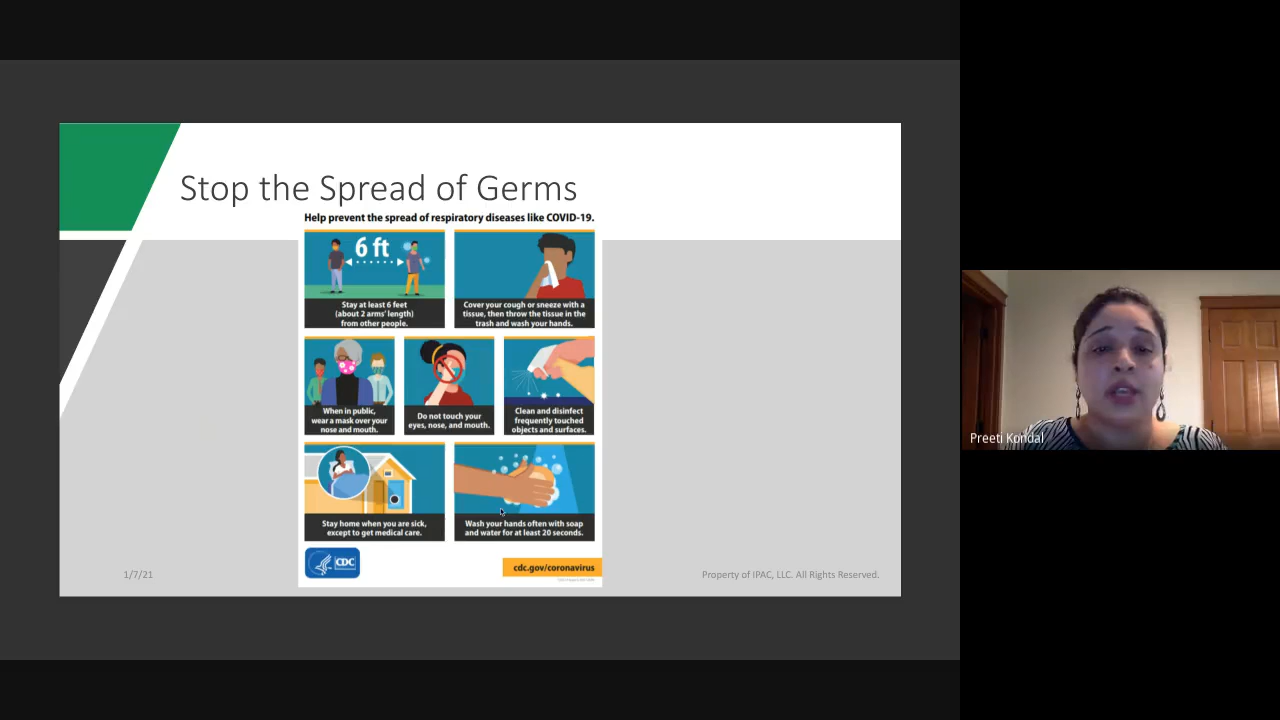 Stop the Spread of Germs
Help prevent the spread of respiratory diseases like COVID-19.
6 ft
Stay at least 6 feet
(about 2 arms' length)
from other people.
Cover your cough or sneeze with a
tissue, then throw the tissue in the
trash and wash your hands.
When in public,
wear a mask over your
nose and mouth.
Do not touch your
eyes, nose, and mouth.
Clean and disinfect
frequently touched
objects and surfaces.
Stay home when you are sick,
except to get medical care.
Wash your hands often with soap
and water for at least 20 seconds.
CDC
cdc.gov/coronavirus
1/7/21
Property of IPAC, LLC. All Rights Reserved.
Preeti Kondal